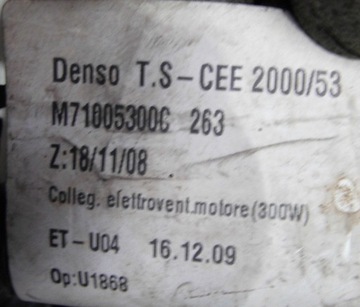 Denso T.S-CEE 2000/53
M71005300C 263
Z:18/11/08
Colleg. elettrovent.motore(300W)
ET-U04 16.12.09
Op:U1868